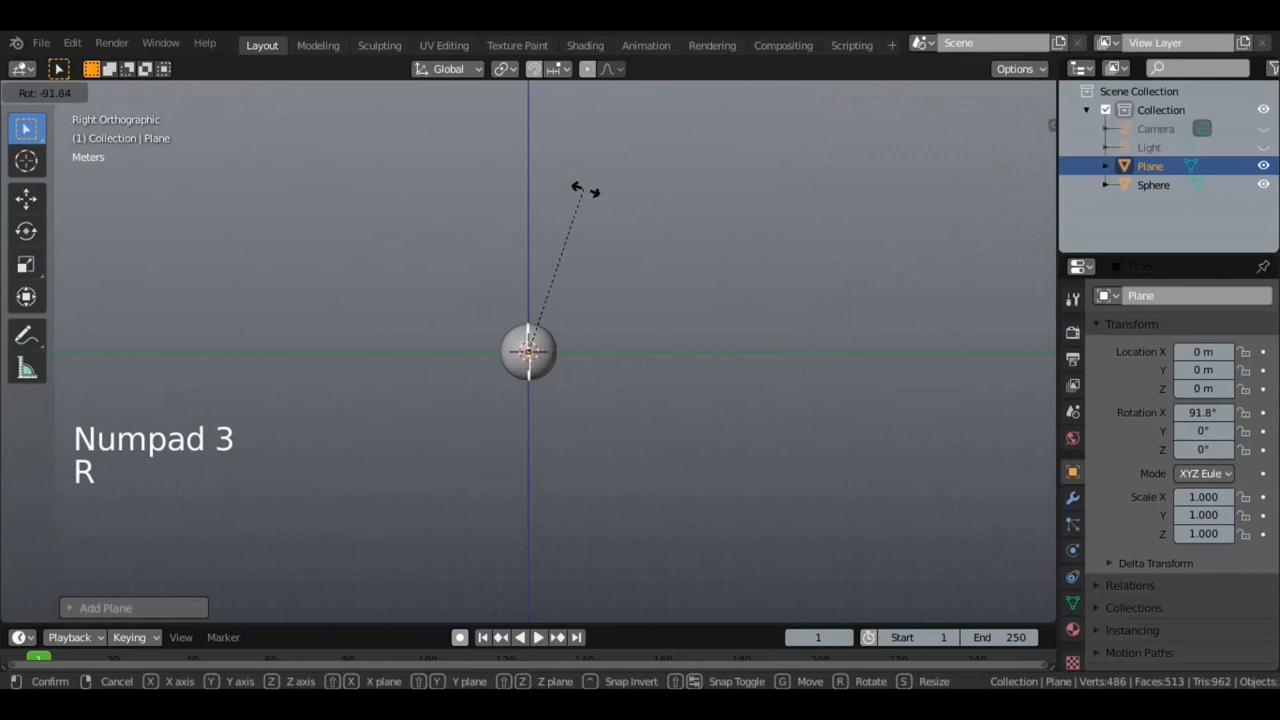 File Edit Render Window Help Layout Modeling Sculpting UV Editing Texture Paint Shading Animation Rendering Compositing Scripting + Scene View Layer
Global Options
Rot: -91.84
Right Orthographic
(1) Collection | Plane
Meters
Scene Collection
Collection
Camera
Light
Plane
Sphere
Plane
Transform
Location X 0 m
Y 0 m
Z 0 m
Rotation X 91.8°
Y 0°
Z 0°
Mode XYZ Eule
Scale X 1.000
Y 1.000
Z 1.000
Delta Transform
Relations
Collections
Instancing
Motion Paths
Numpad 3
R
Add Plane
Playback Keying View Marker 1 Start 1 End 250
1
Confirm Cancel X X axis Y Y axis Z Z axis X X plane Y Y plane Z Z plane ^ Snap Invert Snap Toggle G Move R Rotate S Resize Collection | Plane | Verts:486 | Faces:513 | Tris:962 | Objects: